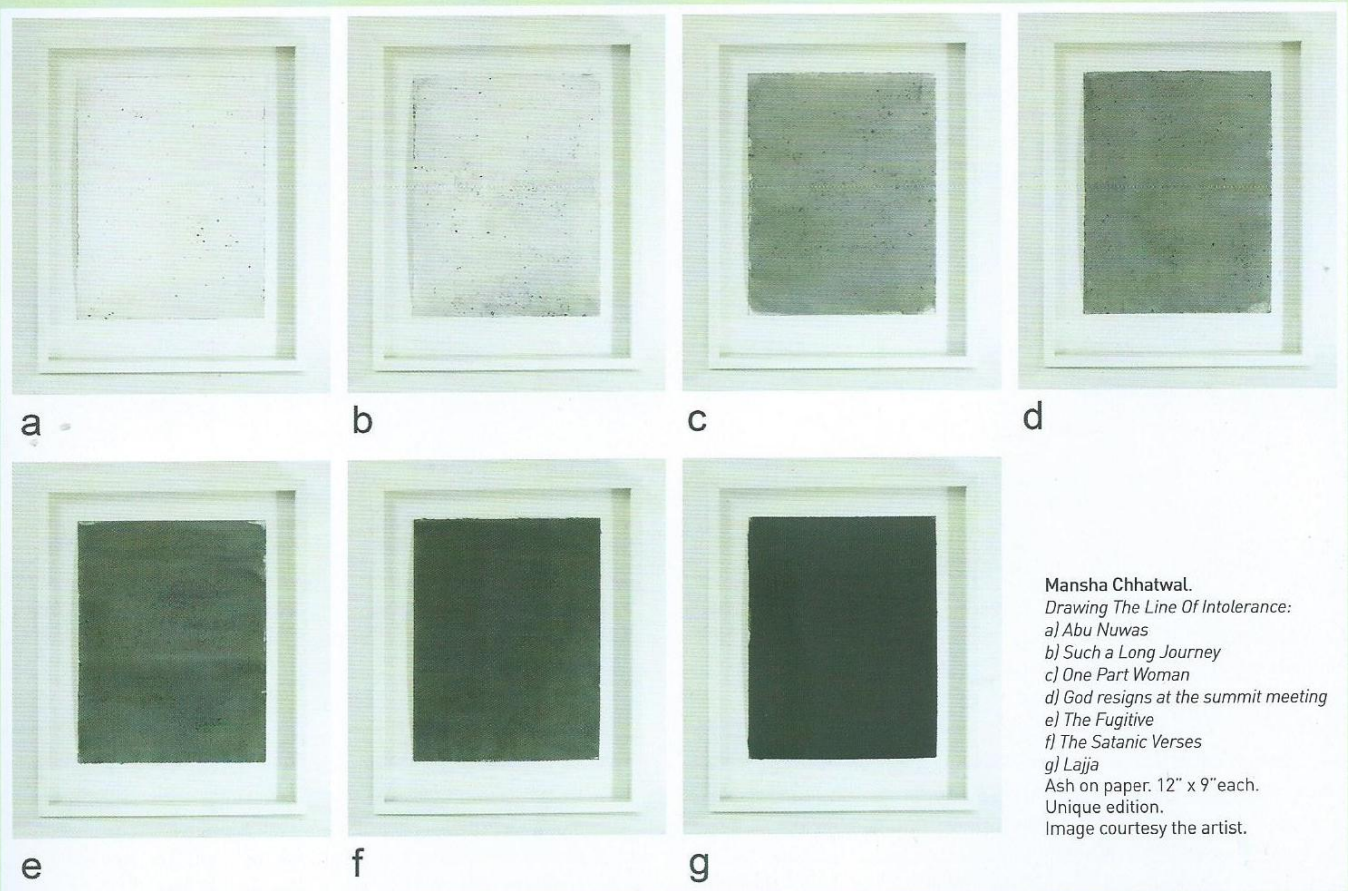 a
b
c
d
e
f
g
Mansha Chhatwal.
Drawing The Line Of Intolerance:
a) Abu Nuwas
b) Such a Long Journey
c) One Part Woman
d) God resigns at the summit meeting
e) The Fugitive
f) The Satanic Verses
g) Lajja
Ash on paper. 12" x 9"each.
Unique edition.
Image courtesy the artist.